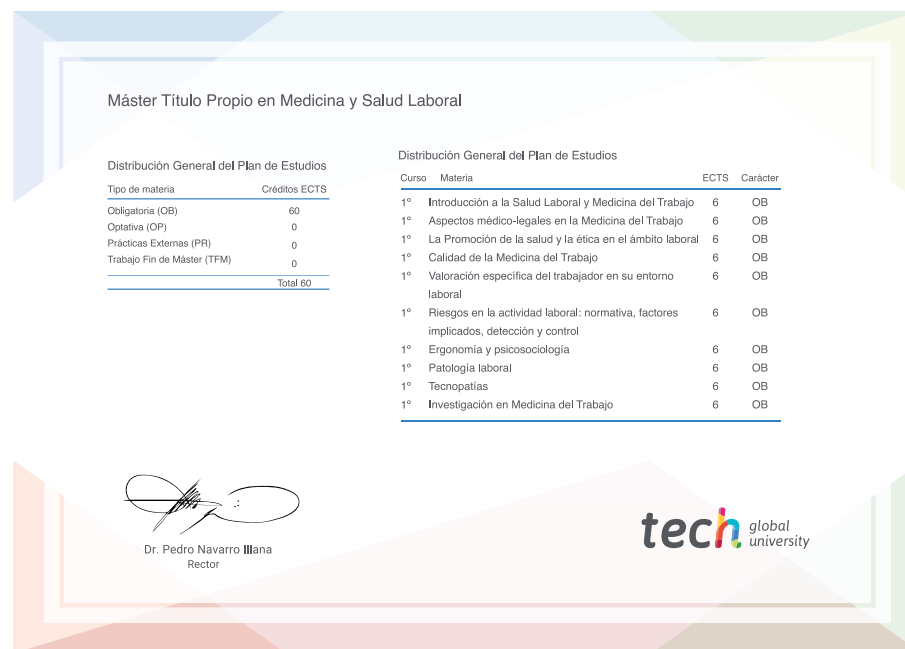 Máster Título Propio en Medicina y Salud Laboral
Distribución General del Plan de Estudios
Tipo de materia Créditos ECTS
Obligatoria (OB) 60
Optativa (OP) 0
Prácticas Externas (PR) 0
Trabajo Fin de Máster (TFM) 0
Total 60
Distribución General del Plan de Estudios
Curso Materia ECTS Carácter
1º Introducción a la Salud Laboral y Medicina del Trabajo 6 OB
1º Aspectos médico-legales en la Medicina del Trabajo 6 OB
1º La Promoción de la salud y la ética en el ámbito laboral 6 OB
1º Calidad de la Medicina del Trabajo 6 OB
1º Valoración específica del trabajador en su entorno 6 OB
laboral
1º Riesgos en la actividad laboral: normativa, factores 6 OB
implicados, detección y control
1º Ergonomía y psicosociología 6 OB
1º Patología laboral 6 OB
1º Tecnopatías 6 OB
1º Investigación en Medicina del Trabajo 6 OB
Dr. Pedro Navarro Illana
Rector
tech global
university